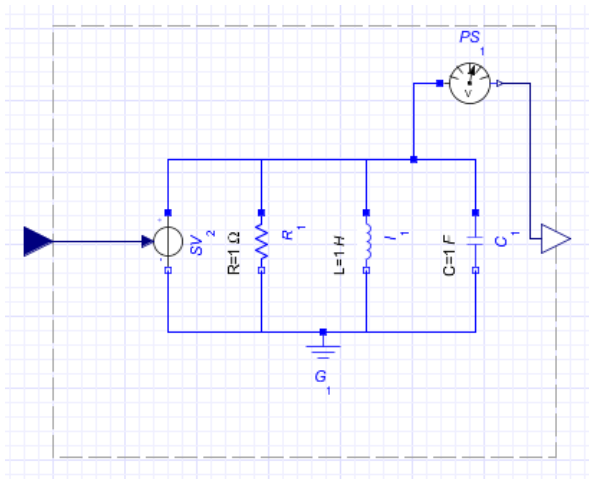 PS
1
V
+
-
SV
2
R=1 Ω
R
1
L=1 H
I
1
C=1 F
C
1
G
1